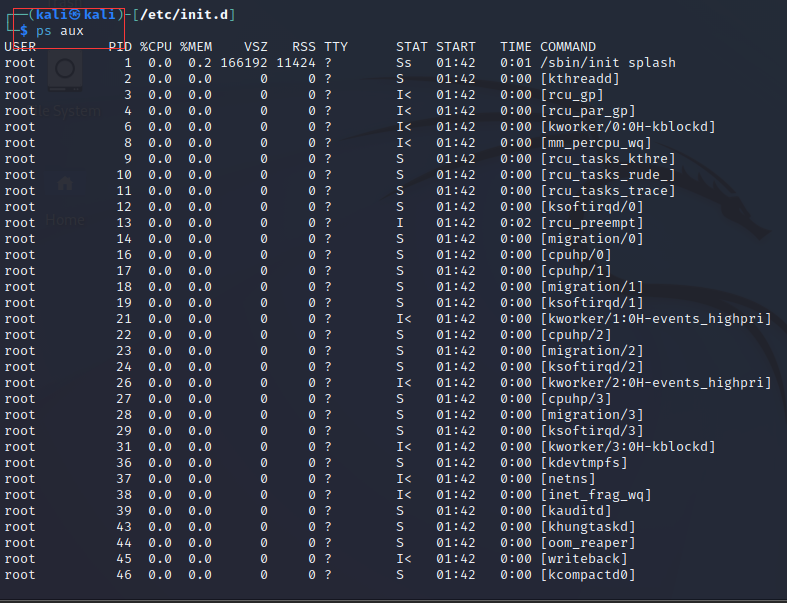 ┌──(kali㉿kali)-[/etc/init.d]
└─$ ps aux
USER PID %CPU %MEM VSZ RSS TTY STAT START TIME COMMAND
root 1 0.0 0.2 166192 11424 ? Ss 01:42 0:01 /sbin/init splash
root 2 0.0 0.0 0 0 ? S 01:42 0:00 [kthreadd]
root 3 0.0 0.0 0 0 ? I< 01:42 0:00 [rcu_gp]
root 4 0.0 0.0 0 0 ? I< 01:42 0:00 [rcu_par_gp]
root 6 0.0 0.0 0 0 ? I< 01:42 0:00 [kworker/0:0H-kblockd]
root 8 0.0 0.0 0 0 ? I< 01:42 0:00 [mm_percpu_wq]
root 9 0.0 0.0 0 0 ? S 01:42 0:00 [rcu_tasks_kthre]
root 10 0.0 0.0 0 0 ? S 01:42 0:00 [rcu_tasks_rude_]
root 11 0.0 0.0 0 0 ? S 01:42 0:00 [rcu_tasks_trace]
root 12 0.0 0.0 0 0 ? S 01:42 0:00 [ksoftirqd/0]
root 13 0.0 0.0 0 0 ? I 01:42 0:02 [rcu_preempt]
root 14 0.0 0.0 0 0 ? S 01:42 0:00 [migration/0]
root 16 0.0 0.0 0 0 ? S 01:42 0:00 [cpuhp/0]
root 17 0.0 0.0 0 0 ? S 01:42 0:00 [cpuhp/1]
root 18 0.0 0.0 0 0 ? S 01:42 0:00 [migration/1]
root 19 0.0 0.0 0 0 ? S 01:42 0:00 [ksoftirqd/1]
root 21 0.0 0.0 0 0 ? I< 01:42 0:00 [kworker/1:0H-events_highpri]
root 22 0.0 0.0 0 0 ? S 01:42 0:00 [cpuhp/2]
root 23 0.0 0.0 0 0 ? S 01:42 0:00 [migration/2]
root 24 0.0 0.0 0 0 ? S 01:42 0:00 [ksoftirqd/2]
root 26 0.0 0.0 0 0 ? I< 01:42 0:00 [kworker/2:0H-events_highpri]
root 27 0.0 0.0 0 0 ? S 01:42 0:00 [cpuhp/3]
root 28 0.0 0.0 0 0 ? S 01:42 0:00 [migration/3]
root 29 0.0 0.0 0 0 ? S 01:42 0:00 [ksoftirqd/3]
root 31 0.0 0.0 0 0 ? I< 01:42 0:00 [kworker/3:0H-kblockd]
root 36 0.0 0.0 0 0 ? S 01:42 0:00 [kdevtmpfs]
root 37 0.0 0.0 0 0 ? I< 01:42 0:00 [netns]
root 38 0.0 0.0 0 0 ? I< 01:42 0:00 [inet_frag_wq]
root 39 0.0 0.0 0 0 ? S 01:42 0:00 [kauditd]
root 43 0.0 0.0 0 0 ? S 01:42 0:00 [khungtaskd]
root 44 0.0 0.0 0 0 ? S 01:42 0:00 [oom_reaper]
root 45 0.0 0.0 0 0 ? I< 01:42 0:00 [writeback]
root 46 0.0 0.0 0 0 ? S 01:42 0:00 [kcompactd0]
System
Home